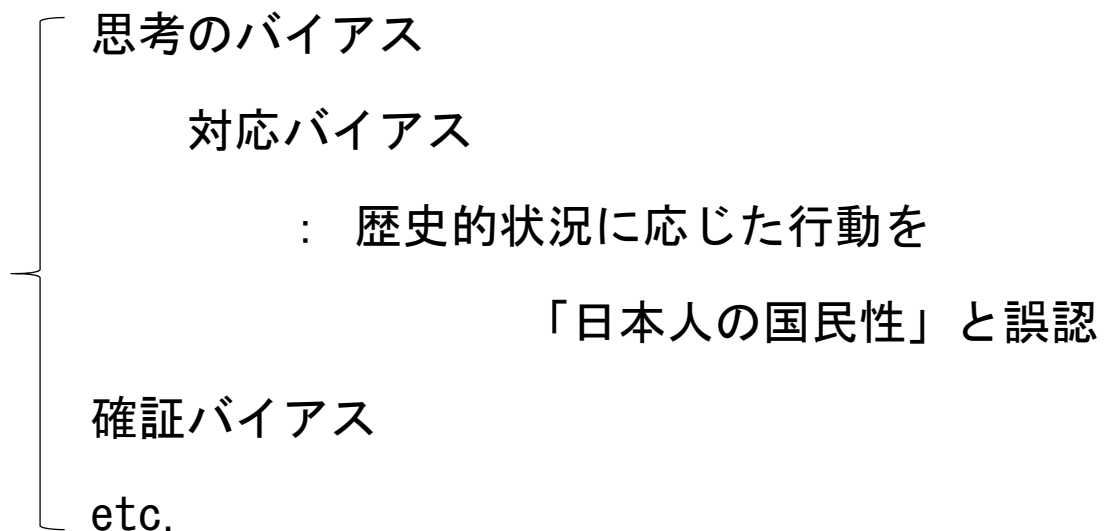 思考のバイアス
対応バイアス
： 歴史的状況に応じた行動を
「日本人の国民性」と誤認
確証バイアス
etc.